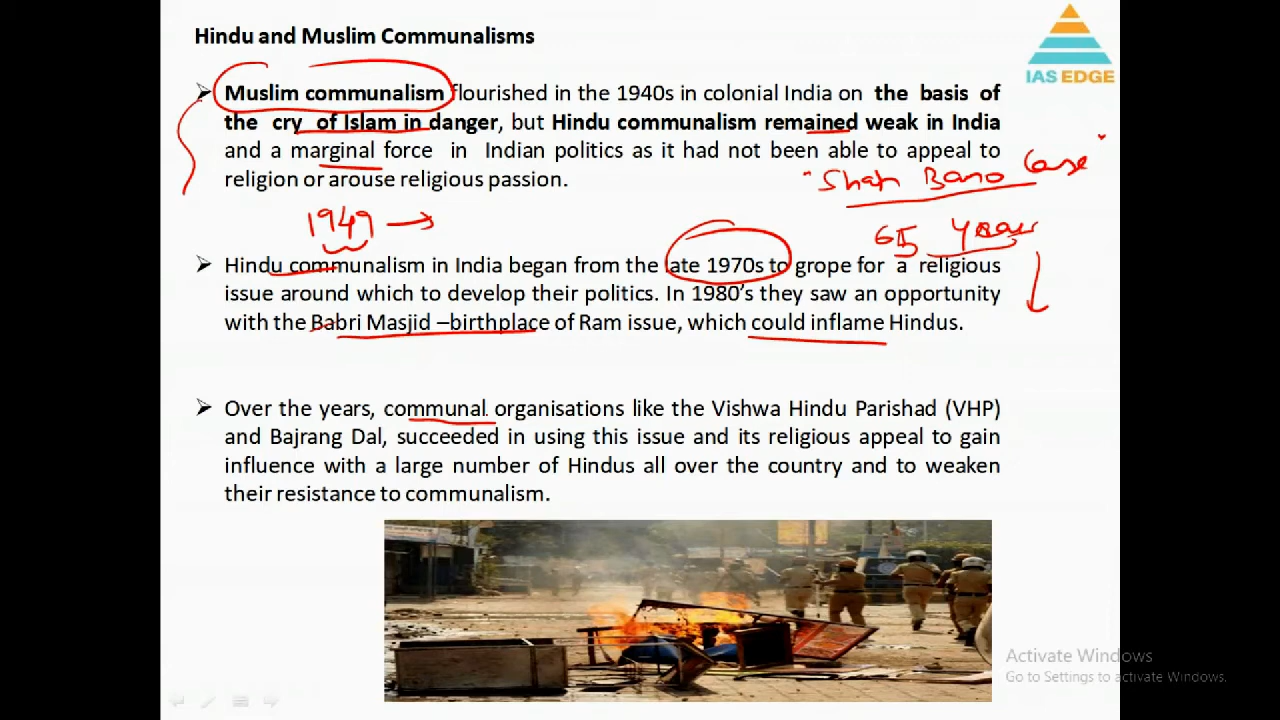 Hindu and Muslim Communalisms
IAS EDGE
➢ Muslim communalism flourished in the 1940s in colonial India on the basis of
the cry of Islam in danger, but Hindu communalism remained weak in India
and a marginal force in Indian politics as it had not been able to appeal to
religion or arouse religious passion.
"Shah Bano Case"
1949 →
65 Year
➢ Hindu communalism in India began from the late 1970s to grope for a religious
issue around which to develop their politics. In 1980's they saw an opportunity
with the Babri Masjid –birthplace of Ram issue, which could inflame Hindus.
➢ Over the years, communal organisations like the Vishwa Hindu Parishad (VHP)
and Bajrang Dal, succeeded in using this issue and its religious appeal to gain
influence with a large number of Hindus all over the country and to weaken
their resistance to communalism.
Activate Windows
Go to Settings to activate Windows.